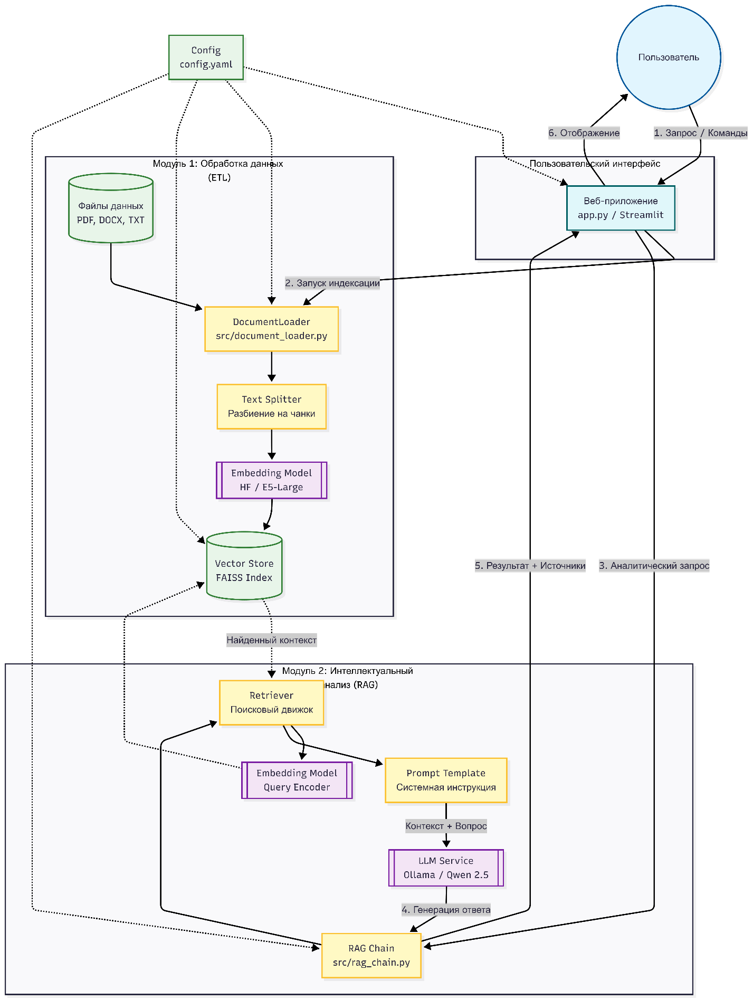 Config
config.yaml
Пользователь
6. Отображение
1. Запрос / Команды
Модуль 1: Обработка данных
(ETL)
Пользовательский интерфейс
Файлы данных
PDF, DOCX, TXT
Веб-приложение
app.py / Streamlit
2. Запуск индексации
DocumentLoader
src/document_loader.py
Text Splitter
Разбиение на чанки
Embedding Model
HF / E5-Large
Vector Store
FAISS Index
5. Результат + Источники
3. Аналитический запрос
Найденный контекст
Модуль 2: Интеллектуальный
нализ (RAG)
Retriever
Поисковый движок
Embedding Model
Query Encoder
Prompt Template
Системная инструкция
Контекст + Вопрос
LLM Service
Ollama / Qwen 2.5
4. Генерация ответа
RAG Chain
src/rag_chain.py